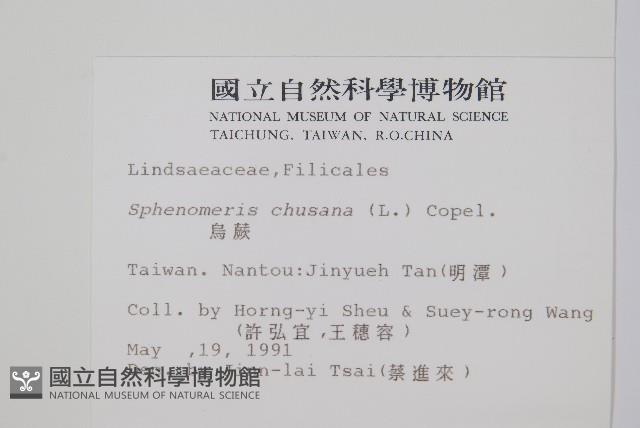 國立自然科學博物館
NATIONAL MUSEUM OF NATURAL SCIENCE
TAICHUNG, TAIWAN, R.O.CHINA
Lindsaeaceae,Filicales
Sphenomeris chusana (L.) Copel.
烏蕨
Taiwan. Nantou:Jinyueh Tan(明潭)
Coll. by Horng-yi Sheu & Suey-rong Wang
(許弘宜,王穗容)
May ,19, 1991
Tsai(蔡進來)
國立自然科學博物館
NATIONAL MUSEUM OF NATURAL SCIENCE